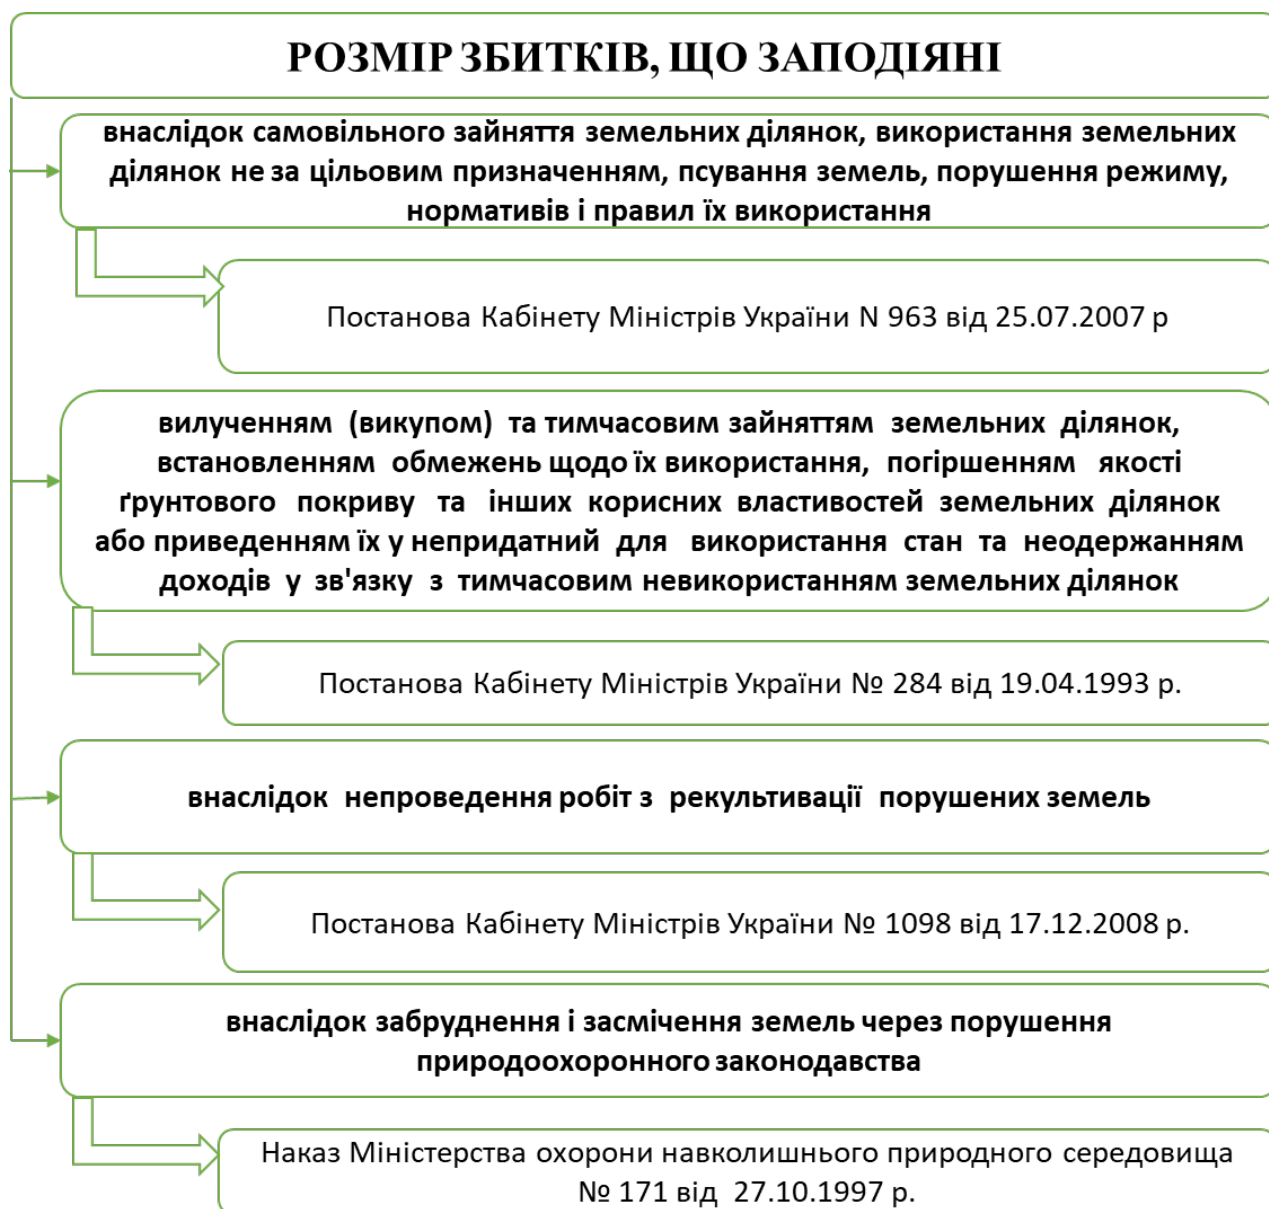 РОЗМІР ЗБИТКІВ, ЩО ЗАПОДІЯНІ
внаслідок самовільного зайняття земельних ділянок, використання земельних
ділянок не за цільовим призначенням, псування земель, порушення режиму,
нормативів і правил їх використання
Постанова Кабінету Міністрів України N 963 від 25.07.2007 р
вилученням (викупом) та тимчасовим зайняттям земельних ділянок,
встановленням обмежень щодо їх використання, погіршенням якості
ґрунтового покриву та інших корисних властивостей земельних ділянок
або приведенням їх у непридатний для використання стан та неодержанням
доходів у зв'язку з тимчасовим невикористанням земельних ділянок
Постанова Кабінету Міністрів України № 284 від 19.04.1993 р.
внаслідок непроведення робіт з рекультивації порушених земель
Постанова Кабінету Міністрів України № 1098 від 17.12.2008 р.
внаслідок забруднення і засмічення земель через порушення
природоохоронного законодавства
Наказ Міністерства охорони навколишнього природного середовища
№ 171 від 27.10.1997 р.